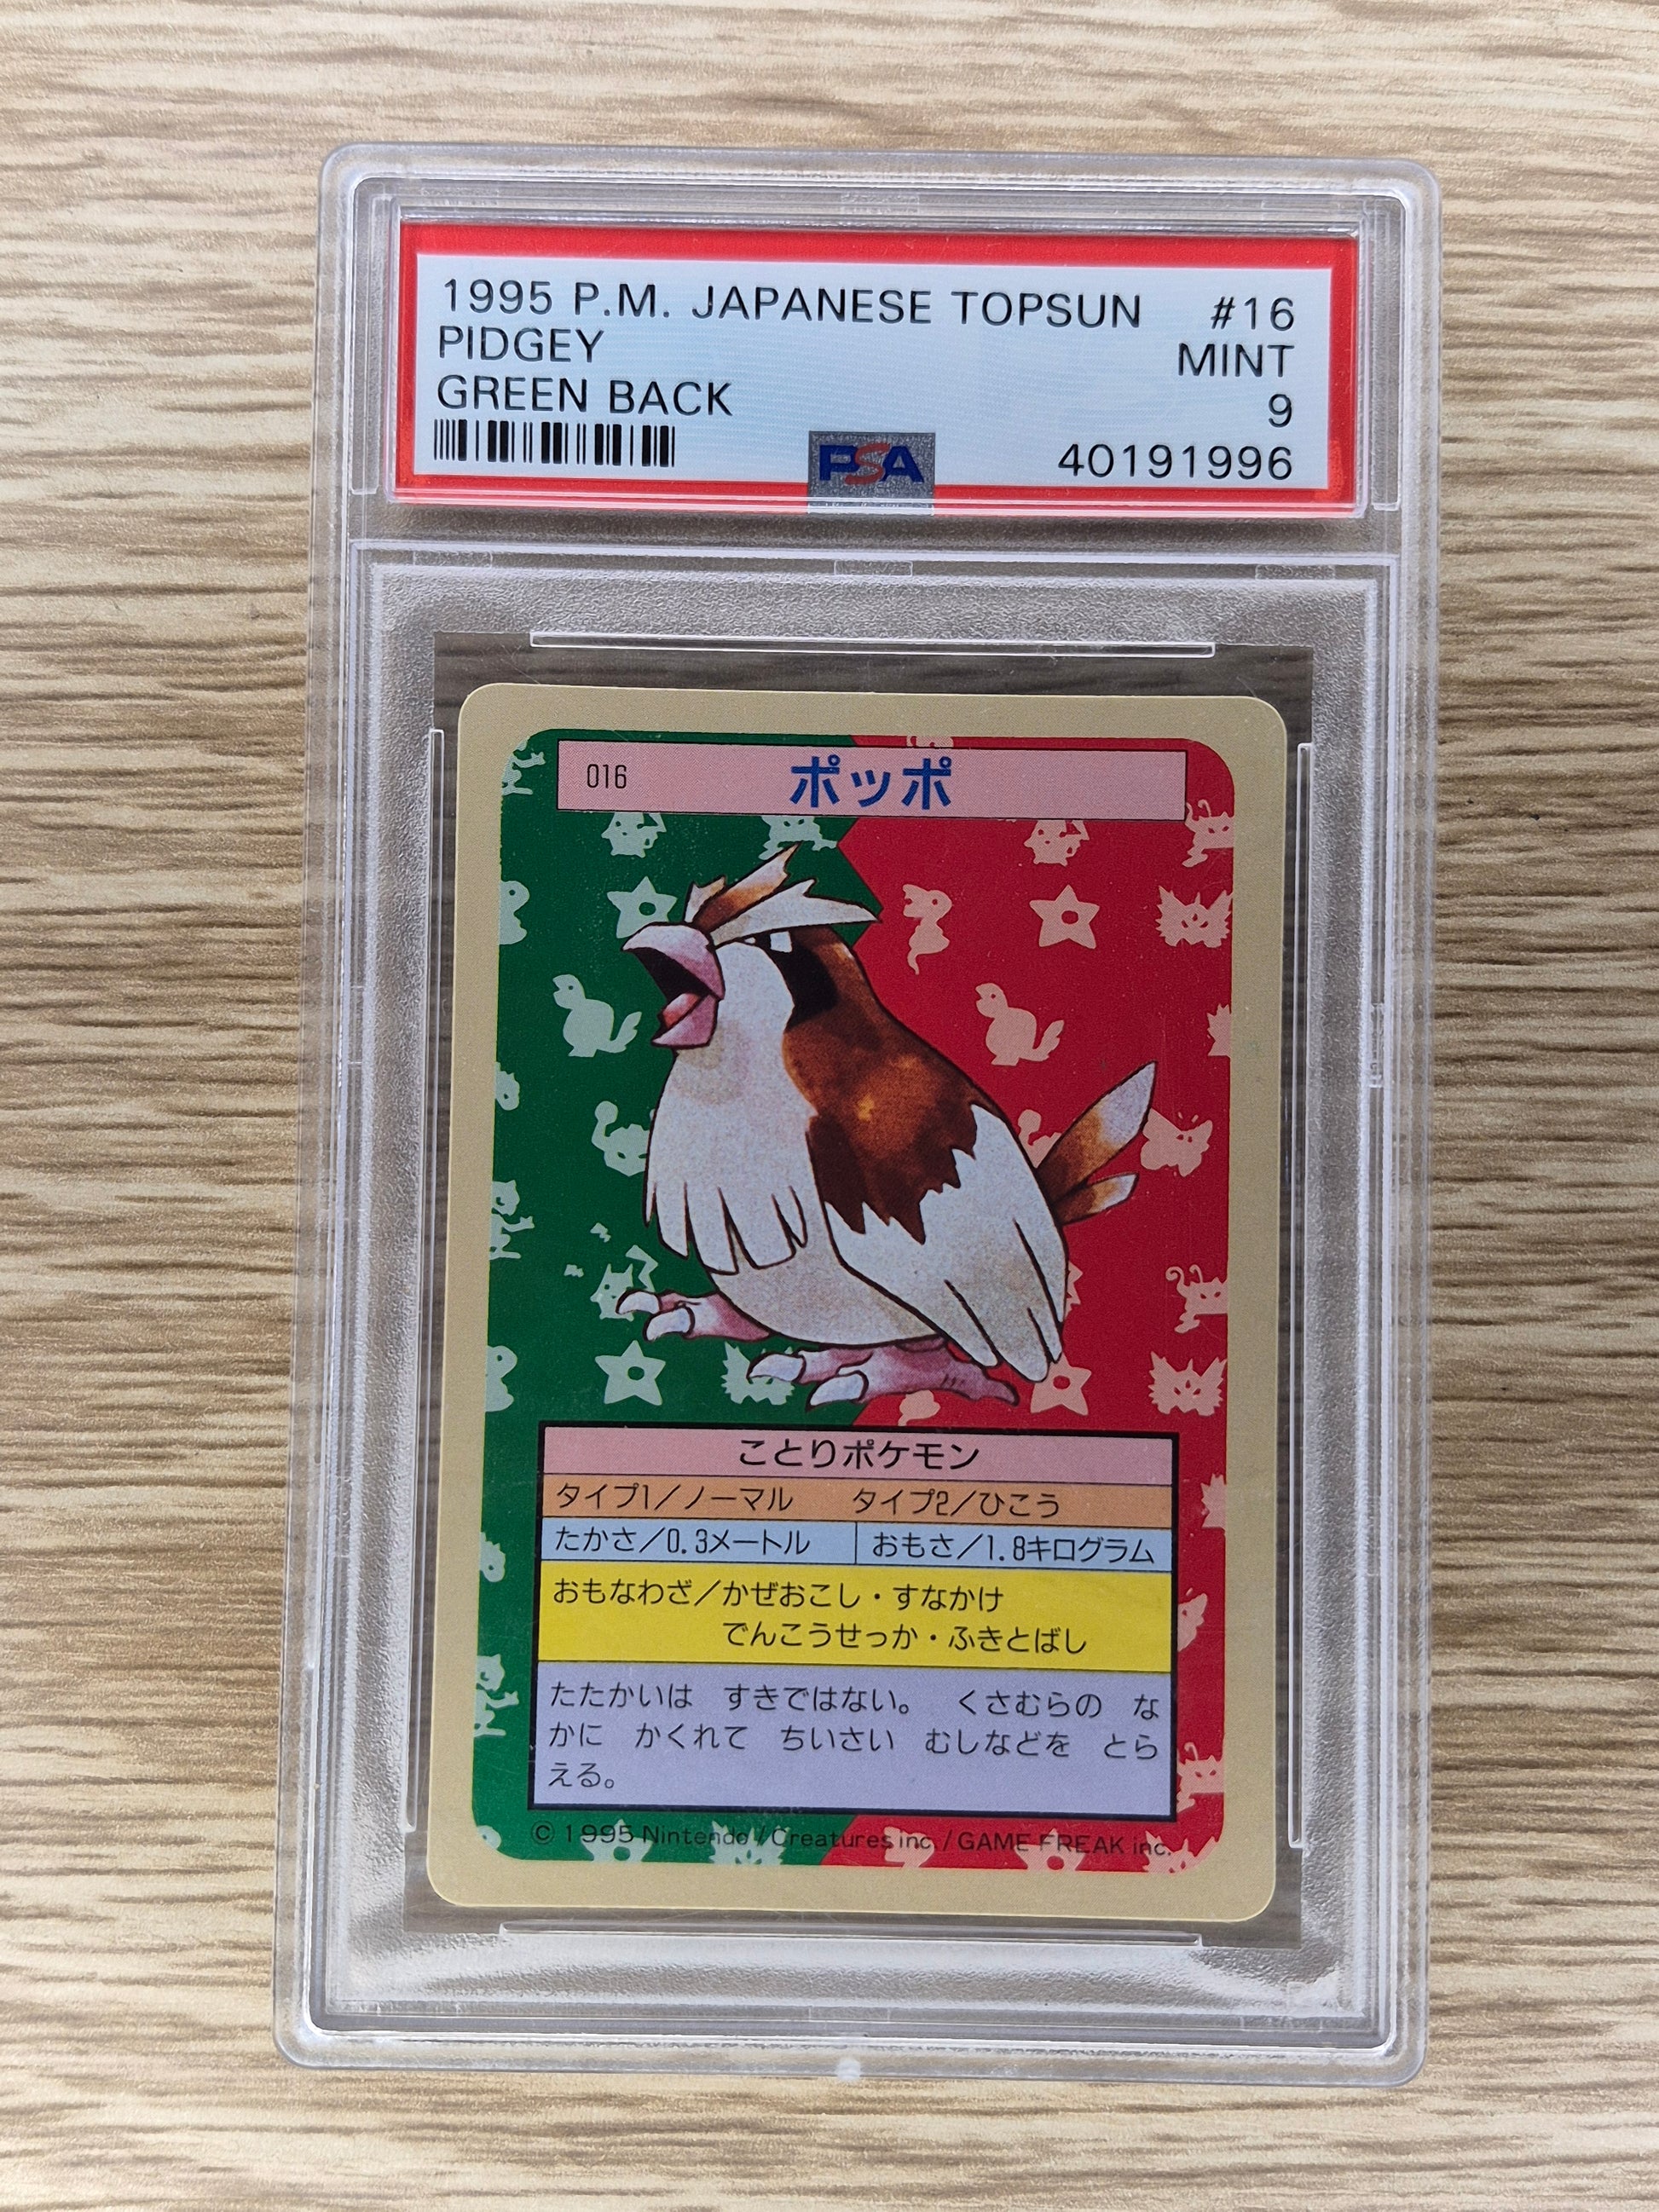 1995 P.M. JAPANESE TOPSUN #16
PIDGEY MINT
GREEN BACK 9
PSA 40191996
016 ポッポ
ことりポケモン
タイプ1/ノーマル タイプ2/ひこう
たかさ/0.3メートル おもさ/1.8キログラム
おもなわざ/かぜおこし・すなかけ
でんこうせっか・ふきとばし
たたかいは すきではない。 くさむらの な
かに かくれて ちいさい むしなどを とら
える。
© 1995 Nintendo / Creatures inc. / GAME FREAK inc.